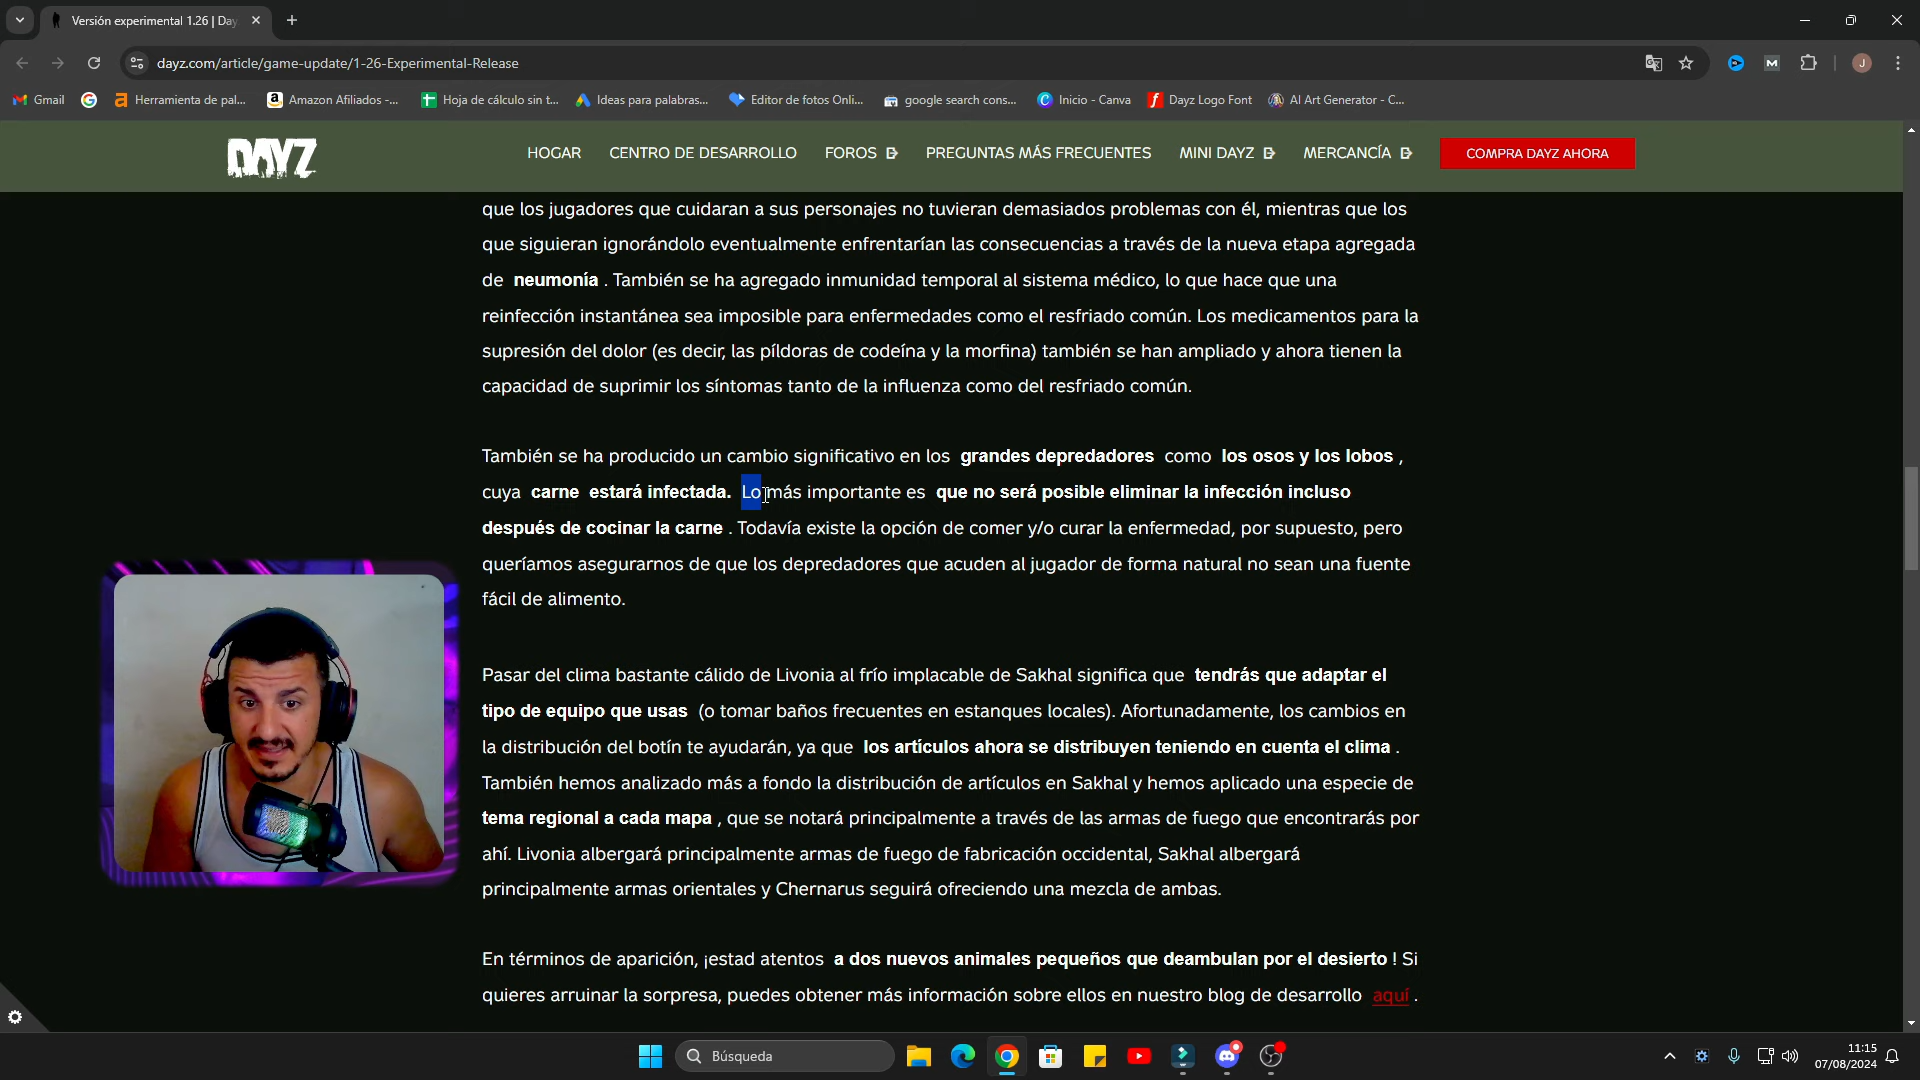 Versión experimental 1.26 | Day
dayz.com/article/game-update/1-26-Experimental-Release
J
Gmail
Herramienta de pal...
Amazon Afiliados -...
Hoja de cálculo sin t...
Ideas para palabras...
Editor de fotos Onli...
google search cons...
Inicio - Canva
Dayz Logo Font
AI Art Generator - C...
DAYZ
HOGAR
CENTRO DE DESARROLLO
FOROS
PREGUNTAS MÁS FRECUENTES
MINI DAYZ
MERCANCÍA
COMPRA DAYZ AHORA
que los jugadores que cuidaran a sus personajes no tuvieran demasiados problemas con él, mientras que los
que siguieran ignorándolo eventualmente enfrentarían las consecuencias a través de la nueva etapa agregada
de neumonía . También se ha agregado inmunidad temporal al sistema médico, lo que hace que una
reinfección instantánea sea imposible para enfermedades como el resfriado común. Los medicamentos para la
supresión del dolor (es decir, las píldoras de codeína y la morfina) también se han ampliado y ahora tienen la
capacidad de suprimir los síntomas tanto de la influenza como del resfriado común.
También se ha producido un cambio significativo en los grandes depredadores como los osos y los lobos ,
cuya carne estará infectada. Lo más importante es que no será posible eliminar la infección incluso
después de cocinar la carne . Todavía existe la opción de comer y/o curar la enfermedad, por supuesto, pero
queríamos asegurarnos de que los depredadores que acuden al jugador de forma natural no sean una fuente
fácil de alimento.
Pasar del clima bastante cálido de Livonia al frío implacable de Sakhal significa que tendrás que adaptar el
tipo de equipo que usas (o tomar baños frecuentes en estanques locales). Afortunadamente, los cambios en
la distribución del botín te ayudarán, ya que los artículos ahora se distribuyen teniendo en cuenta el clima .
También hemos analizado más a fondo la distribución de artículos en Sakhal y hemos aplicado una especie de
tema regional a cada mapa , que se notará principalmente a través de las armas de fuego que encontrarás por
ahí. Livonia albergará principalmente armas de fuego de fabricación occidental, Sakhal albergará
principalmente armas orientales y Chernarus seguirá ofreciendo una mezcla de ambas.
En términos de aparición, ¡estad atentos a dos nuevos animales pequeños que deambulan por el desierto ! Si
quieres arruinar la sorpresa, puedes obtener más información sobre ellos en nuestro blog de desarrollo aquí .
Búsqueda
11:15
07/08/2024